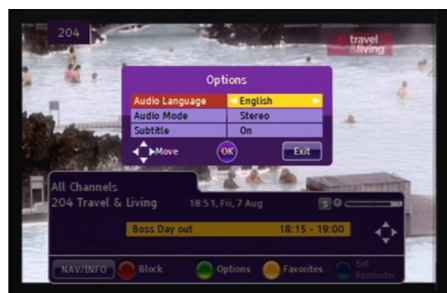 204
travel
&living
Options
Audio Language English
Audio Mode Stereo
Subtitle On
Move OK Exit
All Channels
204 Travel & Living 18:51, Fri, 7 Aug S
Boss Day out 18:15 - 19:00
NAV/INFO Block Options Favorites Set
Reminder